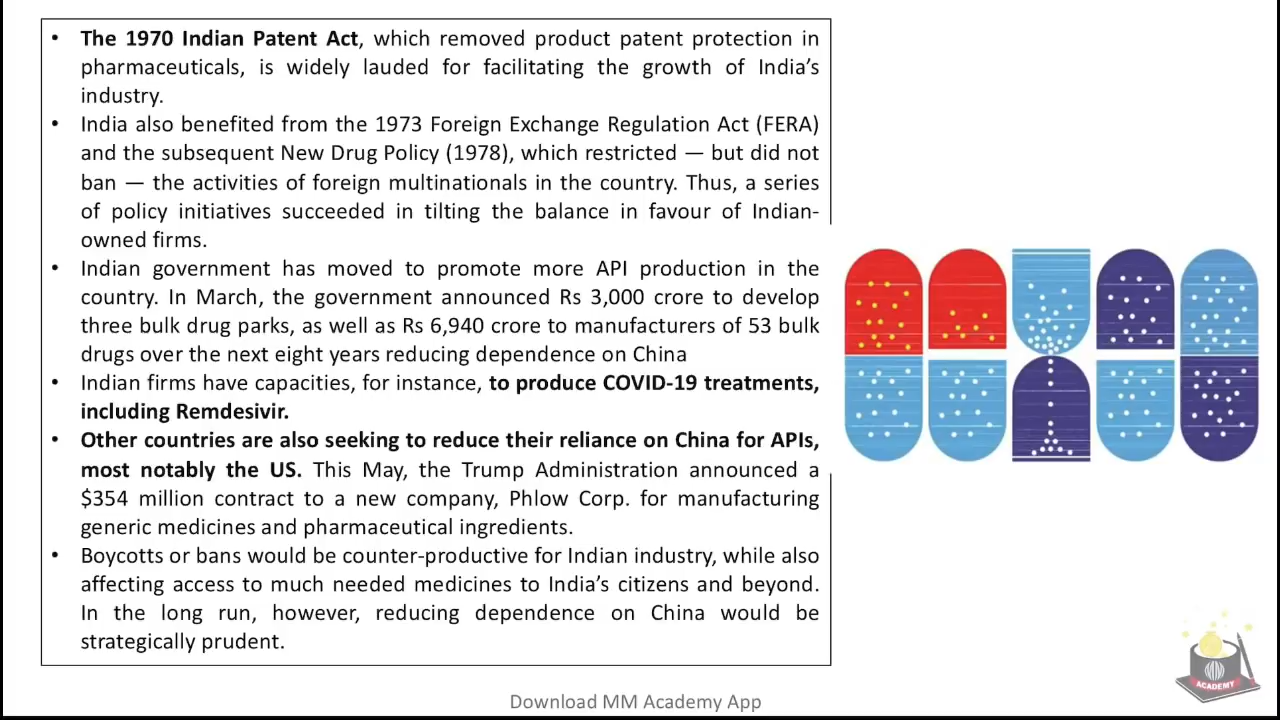 • The 1970 Indian Patent Act, which removed product patent protection in
pharmaceuticals, is widely lauded for facilitating the growth of India's
industry.
• India also benefited from the 1973 Foreign Exchange Regulation Act (FERA)
and the subsequent New Drug Policy (1978), which restricted — but did not
ban — the activities of foreign multinationals in the country. Thus, a series
of policy initiatives succeeded in tilting the balance in favour of Indian-
owned firms.
• Indian government has moved to promote more API production in the
country. In March, the government announced Rs 3,000 crore to develop
three bulk drug parks, as well as Rs 6,940 crore to manufacturers of 53 bulk
drugs over the next eight years reducing dependence on China
• Indian firms have capacities, for instance, to produce COVID-19 treatments,
including Remdesivir.
• Other countries are also seeking to reduce their reliance on China for APIs,
most notably the US. This May, the Trump Administration announced a
$354 million contract to a new company, Phlow Corp. for manufacturing
generic medicines and pharmaceutical ingredients.
• Boycotts or bans would be counter-productive for Indian industry, while also
affecting access to much needed medicines to India's citizens and beyond.
In the long run, however, reducing dependence on China would be
strategically prudent.
MM
ACADEMY
Download MM Academy App